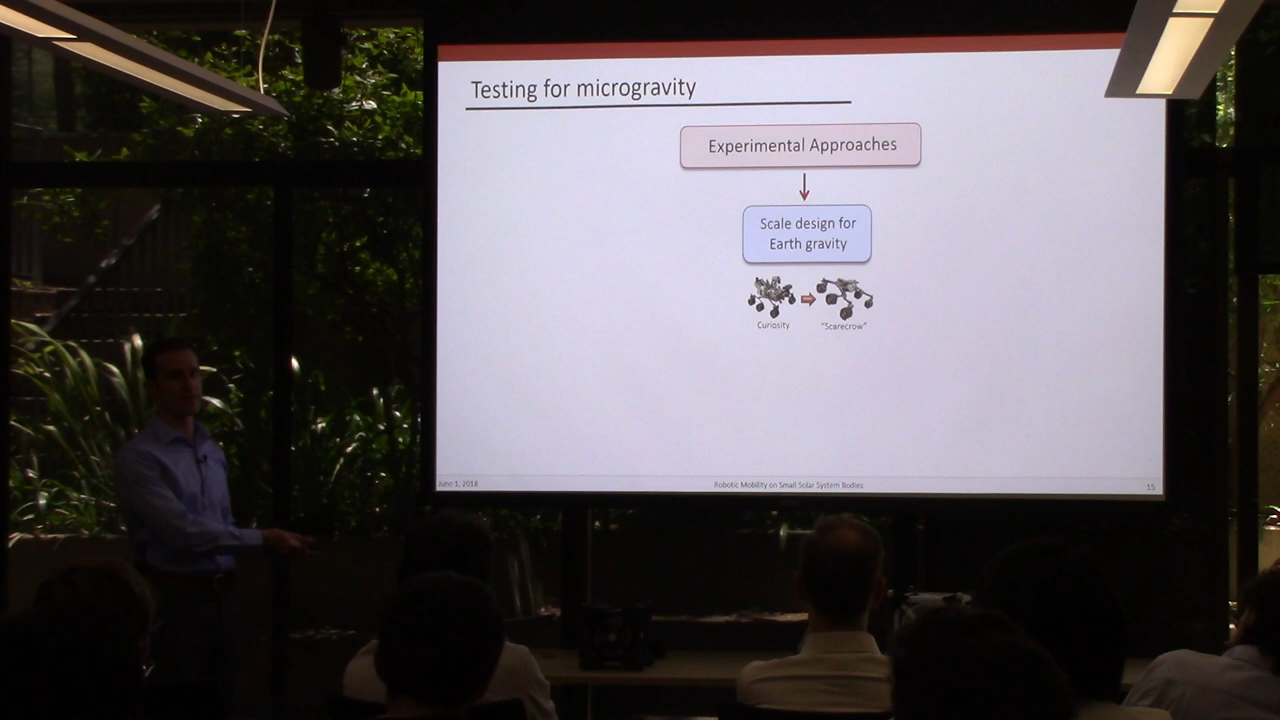 Testing for microgravity
Experimental Approaches
Scale design for
Earth gravity
Curiosity
"Scarecrow"
June 1, 2018
Robotic Mobility on Small Solar System Bodies
15